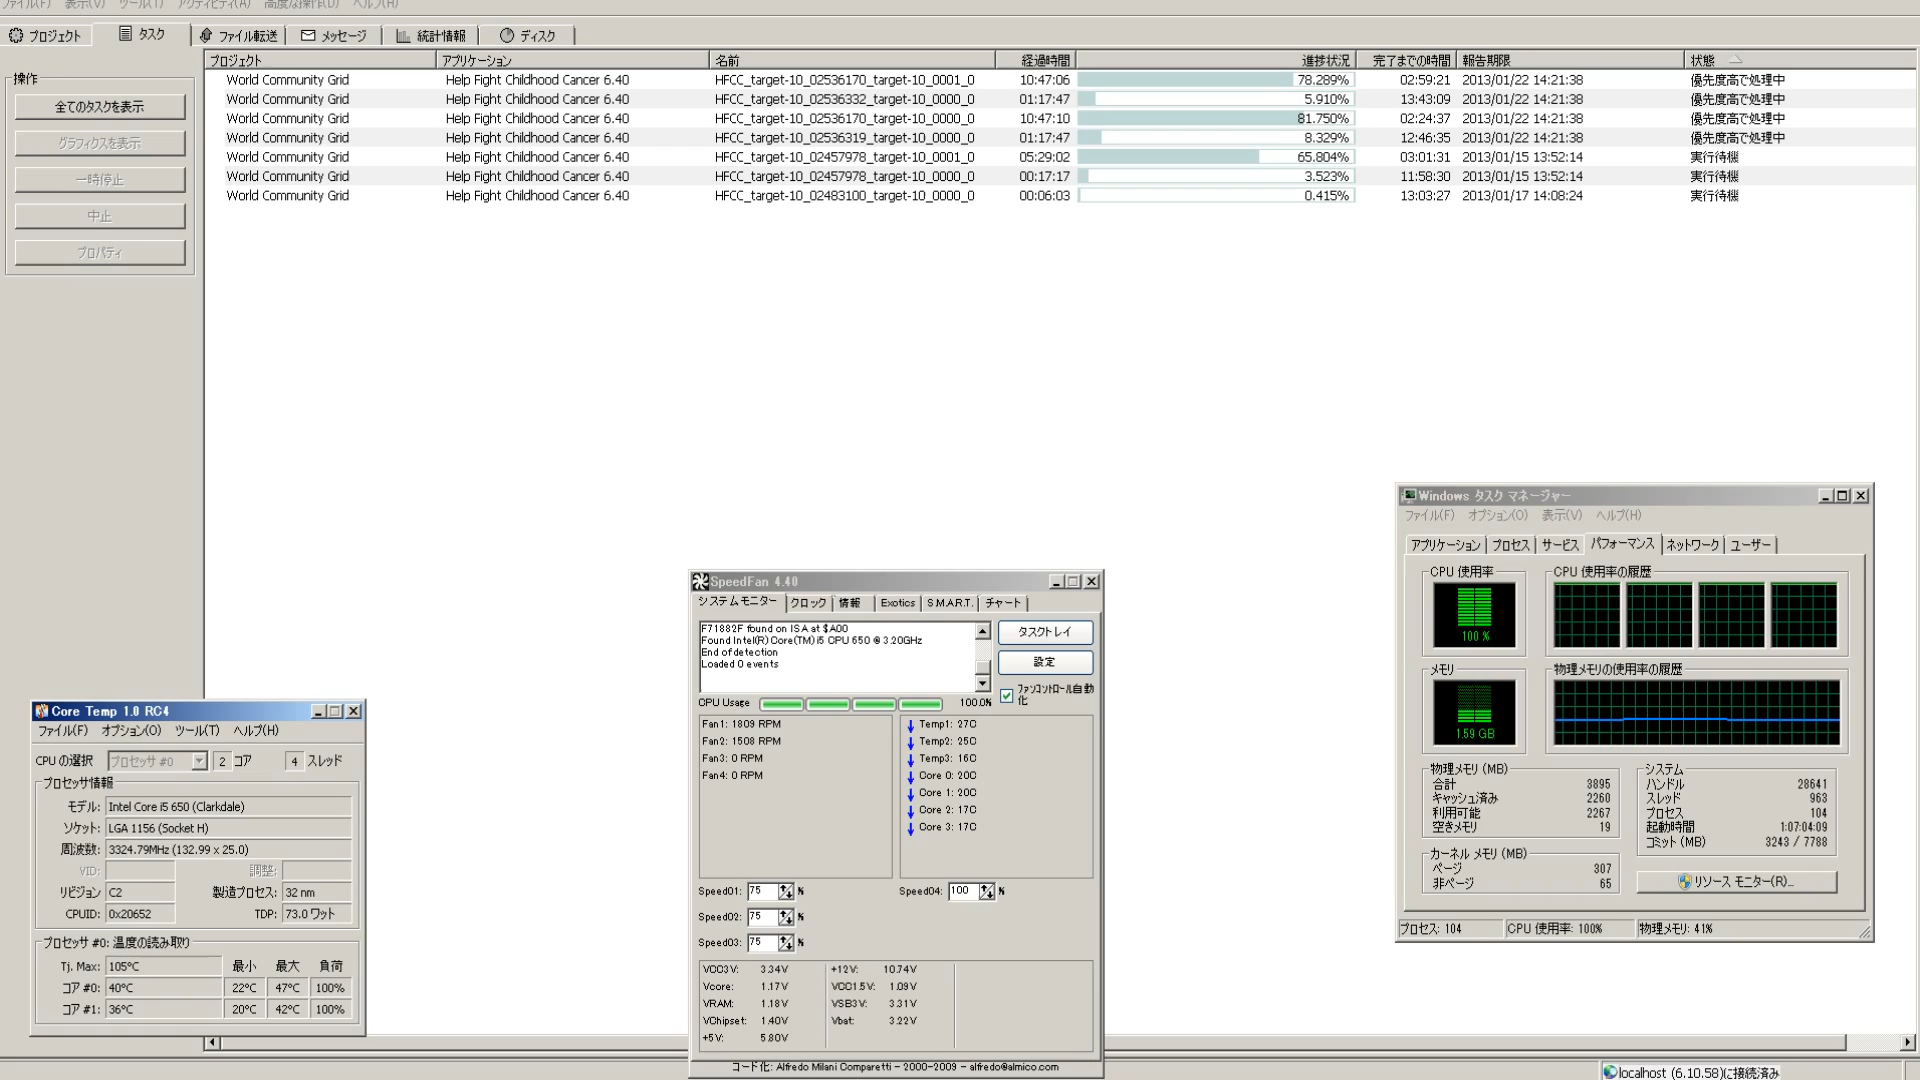 ファイル(F) 表示(V) ツール(T) アクティビティ(A) 高度な操作(D) ヘルプ(H)
プロジェクト タスク ファイル転送 メッセージ 統計情報 ディスク
操作
全てのタスクを表示
グラフィクスを表示
一時停止
中止
プロパティ
プロジェクト アプリケーション 名前 経過時間 進捗状況 完了までの時間 報告期限 状態
World Community Grid Help Fight Childhood Cancer 6.40 HFCC_target-10_02536170_target-10_0001_0 10:47:06 78.289% 02:59:21 2013/01/22 14:21:38 優先度高で処理中
World Community Grid Help Fight Childhood Cancer 6.40 HFCC_target-10_02536332_target-10_0000_0 01:17:47 5.910% 13:43:09 2013/01/22 14:21:38 優先度高で処理中
World Community Grid Help Fight Childhood Cancer 6.40 HFCC_target-10_02536170_target-10_0000_0 10:47:10 81.750% 02:24:37 2013/01/22 14:21:38 優先度高で処理中
World Community Grid Help Fight Childhood Cancer 6.40 HFCC_target-10_02536319_target-10_0000_0 01:17:47 8.329% 12:46:35 2013/01/22 14:21:38 優先度高で処理中
World Community Grid Help Fight Childhood Cancer 6.40 HFCC_target-10_02457978_target-10_0001_0 05:29:02 65.804% 03:01:31 2013/01/15 13:52:14 実行待機
World Community Grid Help Fight Childhood Cancer 6.40 HFCC_target-10_02457978_target-10_0000_0 00:17:17 3.523% 11:58:30 2013/01/15 13:52:14 実行待機
World Community Grid Help Fight Childhood Cancer 6.40 HFCC_target-10_02483100_target-10_0000_0 00:06:03 0.415% 13:03:27 2013/01/17 14:08:24 実行待機
Core Temp 1.0 RC4
ファイル(F) オプション(O) ツール(T) ヘルプ(H)
CPU の選択 プロセッサ #0 2 コア 4 スレッド
プロセッサ情報
モデル: Intel Core i5 650 (Clarkdale)
ソケット: LGA 1156 (Socket H)
周波数: 3324.79MHz (132.99 x 25.0)
VID: 調整:
リビジョン C2 製造プロセス: 32 nm
CPUID: 0x20652 TDP: 73.0 ワット
プロセッサ #0: 温度の読み取り
Tj. Max: 105°C 最小 最大 負荷
コア #0: 40°C 22°C 47°C 100%
コア #1: 36°C 20°C 42°C 100%
SpeedFan 4.40
システムモニター クロック 情報 Exotics S.M.A.R.T. チャート
F71882F found on ISA at $A00
Found Intel(R) Core(TM) i5 CPU 650 @ 3.20GHz
End of detection
Loaded 0 events
タスクトレイ
設定
ファンコントロール自動化
CPU Usage 100.0%
Fan1: 1809 RPM
Fan2: 1508 RPM
Fan3: 0 RPM
Fan4: 0 RPM
Temp1: 27C
Temp2: 25C
Temp3: 16C
Core 0: 20C
Core 1: 20C
Core 2: 17C
Core 3: 17C
Speed01: 75 % Speed04: 100 %
Speed02: 75 %
Speed03: 75 %
VCC3V: 3.34V +12V: 10.74V
Vcore: 1.17V VCC1.5V: 1.09V
VRAM: 1.18V VSB3V: 3.31V
VChipset: 1.40V Vbat: 3.22V
+5V: 5.80V
コード化: Alfredo Milani Comparetti - 2000-2009 - alfredo@almico.com
Windows タスク マネージャー
ファイル(F) オプション(O) 表示(V) ヘルプ(H)
アプリケーション プロセス サービス パフォーマンス ネットワーク ユーザー
CPU 使用率 CPU 使用率の履歴
100 %
メモリ 物理メモリの使用率の履歴
1.59 GB
物理メモリ (MB)
合計 3895
キャッシュ済み 2260
利用可能 2267
空きメモリ 19
カーネル メモリ (MB)
ページ 307
非ページ 65
システム
ハンドル 28641
スレッド 963
プロセス 104
起動時間 1:07:04:09
コミット (MB) 3243 / 7788
リソース モニター(R)...
プロセス: 104 CPU 使用率: 100% 物理メモリ: 41%
localhost (6.10.58)に接続済み